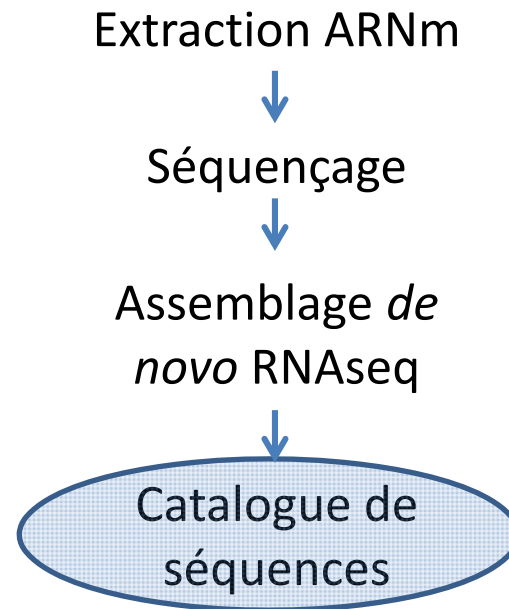 Extraction ARNm
Séquençage
Assemblage de
novo RNAseq
Catalogue de
séquences